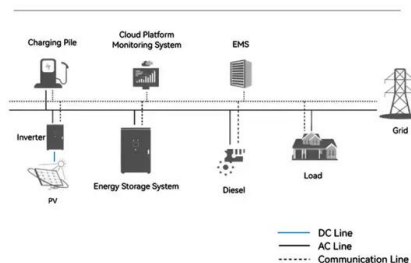 Charging Pile
Cloud Platform
Monitoring System
EMS
Grid
Inverter
PV
Energy Storage System
Diesel
Load
DC Line
AC Line
Communication Line